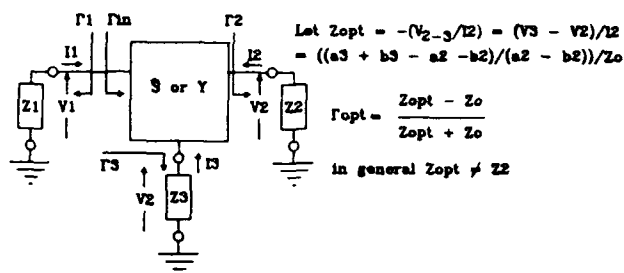 Γ1 Γin Γ2
I1 I2
Z1 V1 S or Y V2 Z2
Γ3 I3
V2 Z3
Let Zopt = -(V2-3/I2) = (V3 - V2)/I2
= ((a3 + b3 - a2 -b2)/(a2 - b2))/Zo
Γopt = Zopt - Zo
Zopt + Zo
in general Zopt ≠ Z2